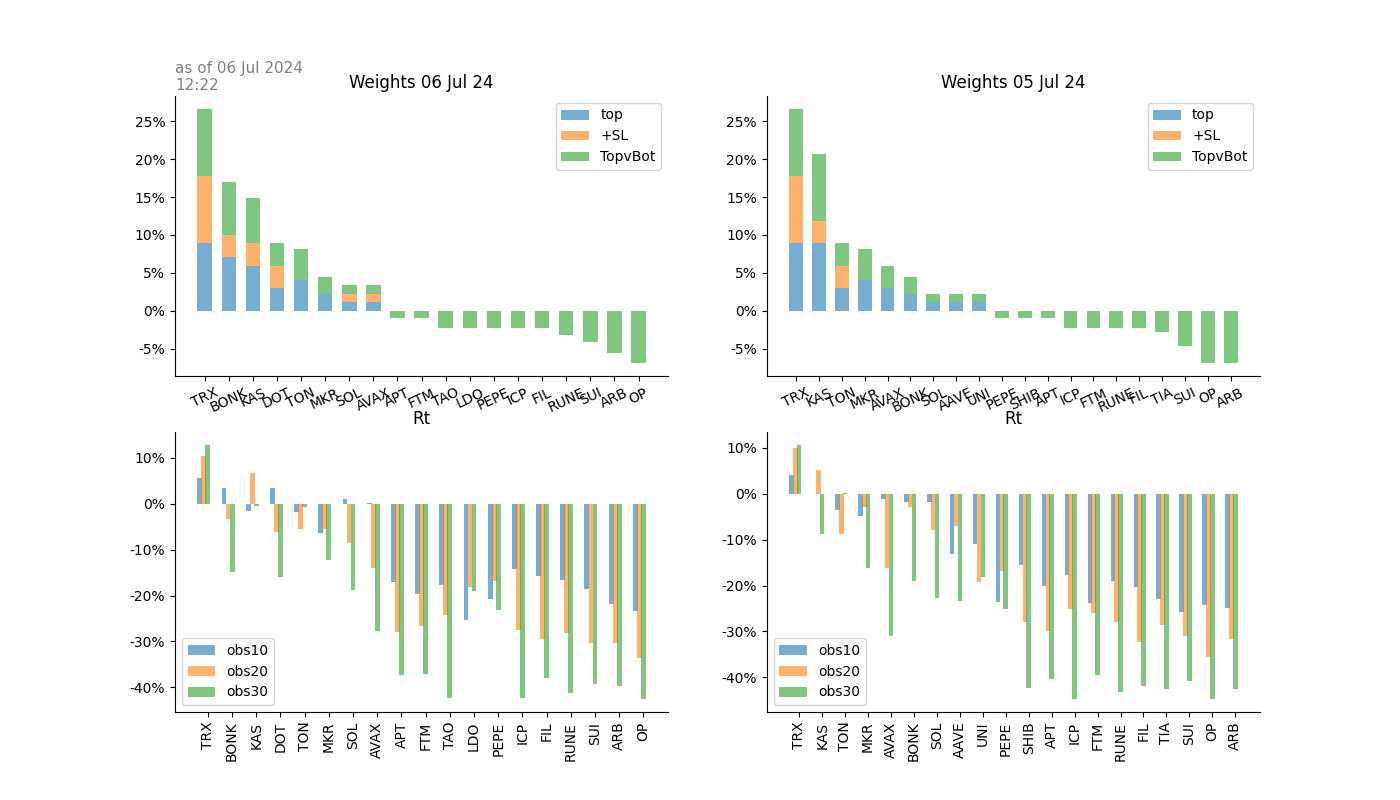 as of 06 Jul 2024
12:22
Weights 06 Jul 24
25%
20%
15%
10%
5%
0%
-5%
top
+SL
TopvBot
TRX BONK KAS DOT TON MKR SOL AVAX APT FTM TAO LDO PEPE ICP FIL RUNE SUI ARB OP
Weights 05 Jul 24
25%
20%
15%
10%
5%
0%
-5%
top
+SL
TopvBot
TRX KAS TON MKR AVAX BONK SOL AAVE UNI PEPE SHIB APT ICP FTM RUNE FIL TIA SUI OP ARB
Rt
10%
0%
-10%
-20%
-30%
-40%
obs10
obs20
obs30
TRX BONK KAS DOT TON MKR SOL AVAX APT FTM TAO LDO PEPE ICP FIL RUNE SUI ARB OP
Rt
10%
0%
-10%
-20%
-30%
-40%
obs10
obs20
obs30
TRX KAS TON MKR AVAX BONK SOL AAVE UNI PEPE SHIB APT ICP FTM RUNE FIL TIA SUI OP ARB